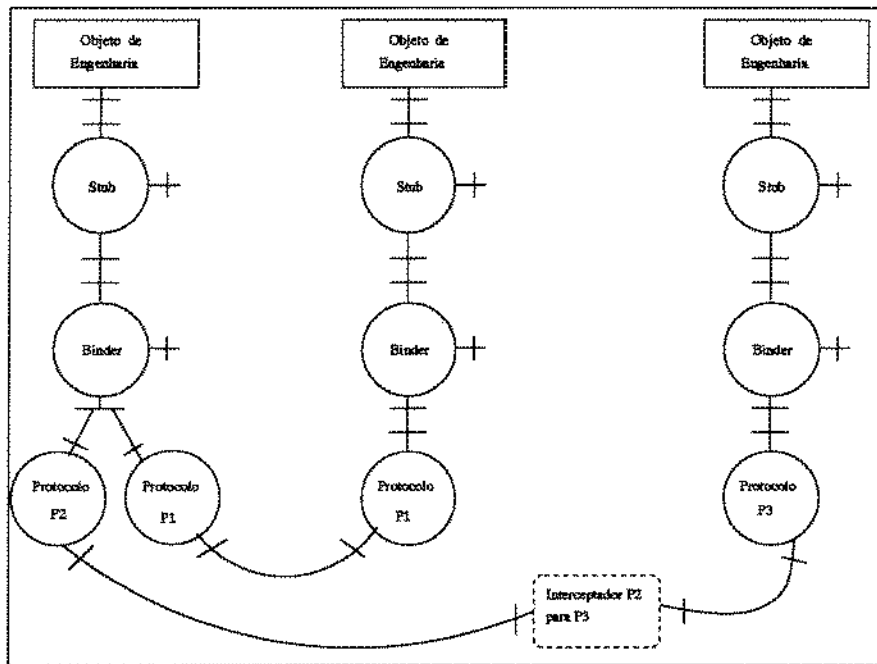 Objeto de
Engenharia
Objeto de
Engenharia
Objeto de
Engenharia
Stub
Stub
Stub
Binder
Binder
Binder
Protocolo
P2
Protocolo
P1
Protocolo
P1
Protocolo
P3
Interceptador P2
para P3